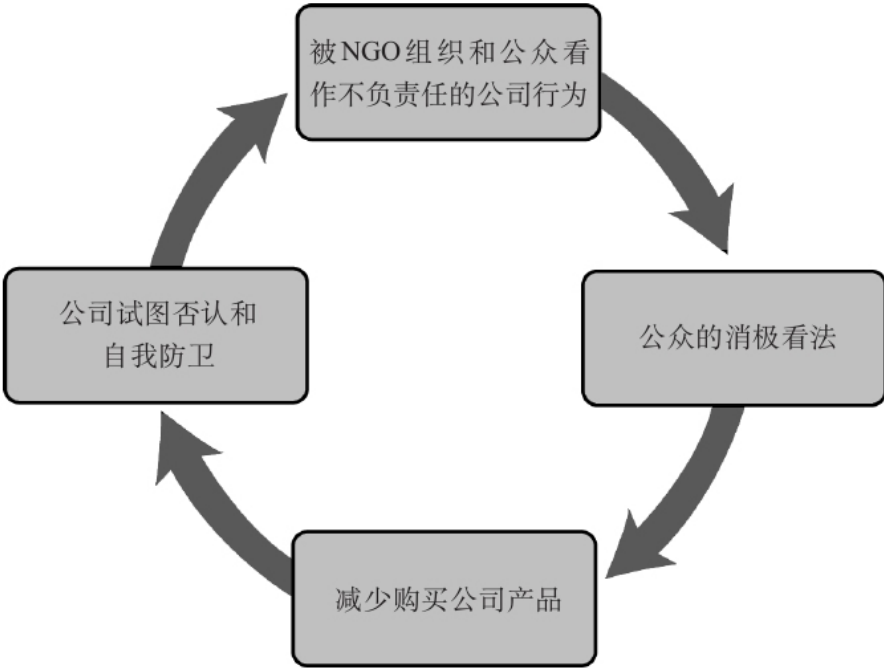 被NGO组织和公众看
作不负责任的公司行为
公司试图否认和
自我防卫
公众的消极看法
减少购买公司产品